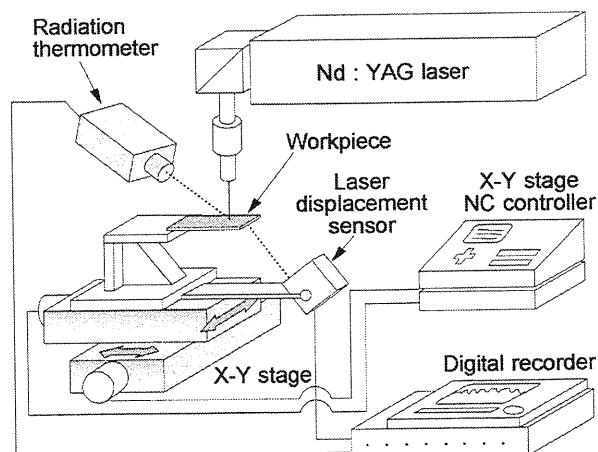 Radiation
thermometer
Nd : YAG laser
Workpiece
Laser
displacement
sensor
X-Y stage
NC controller
X-Y stage
Digital recorder